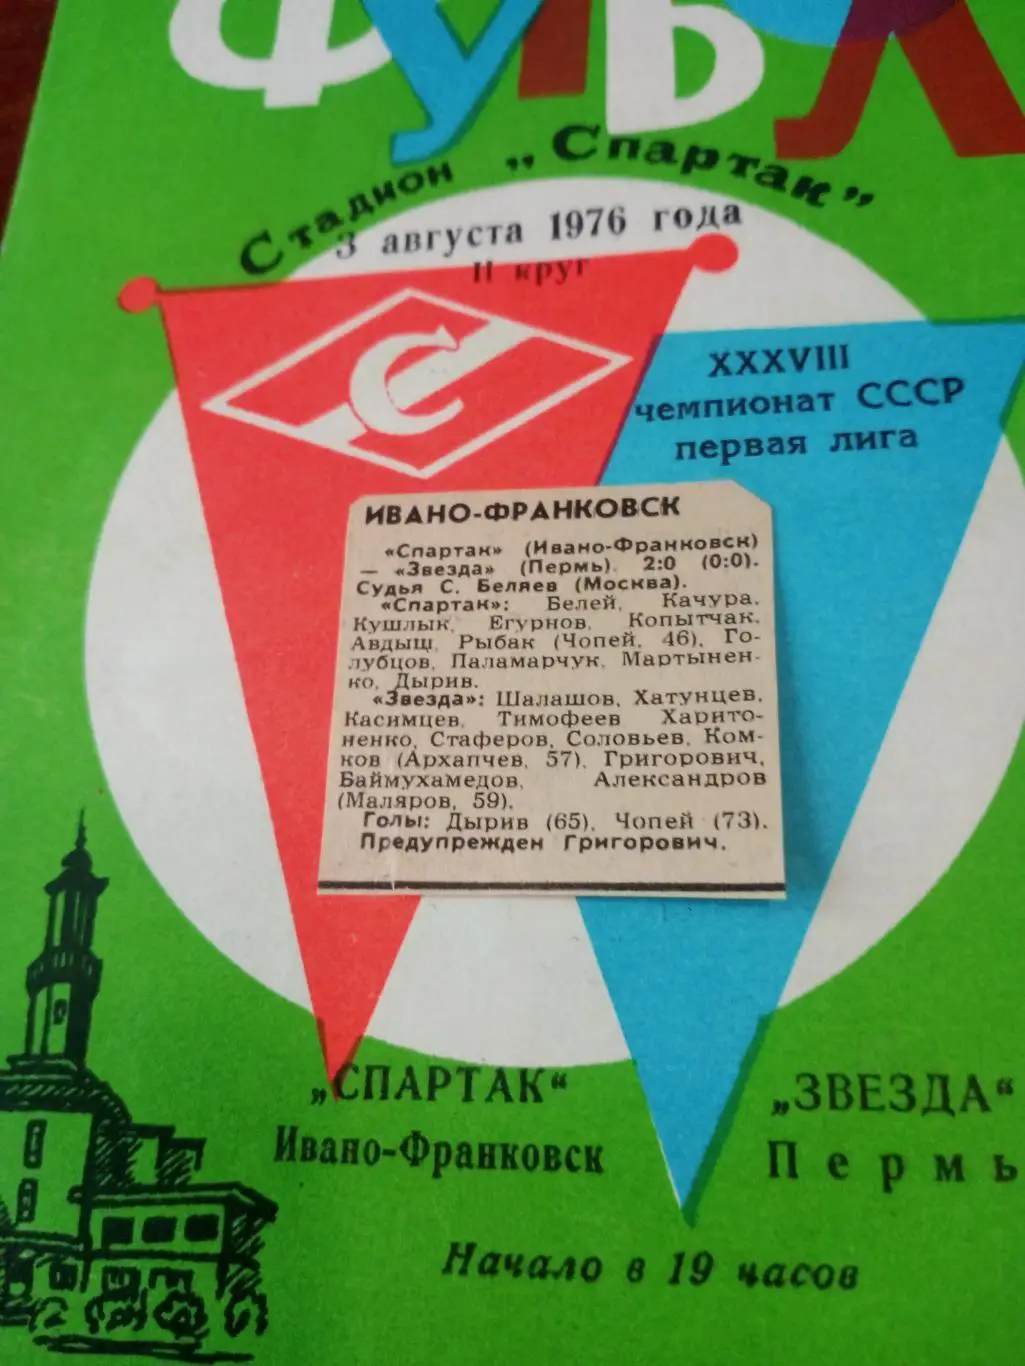 ФУТБОЛ
Стадион „Спартак”
3 августа 1976 года
II круг
С
XXXVIII
чемпионат СССР
первая лига
ИВАНО-ФРАНКОВСК
«Спартак» (Ивано-Франковск)
— «Звезда» (Пермь). 2:0 (0:0).
Судья С. Беляев (Москва).
«Спартак»: Белей, Качура,
Кушлык, Егурнов, Копытчак,
Авдыш, Рыбак (Чопей, 46), Го-
лубцов, Паламарчук, Мартынен-
ко, Дырив.
«Звезда»: Шалашов, Хатунцев,
Касимцев, Тимофеев Харито-
ненко, Стаферов, Соловьев, Ком-
ков (Архапчев, 57), Григорович,
Баймухамедов, Александров
(Маляров, 59).
Голы: Дырив (65), Чопей (73).
Предупрежден Григорович.
„СПАРТАК“
Ивано-Франковск
„ЗВЕЗДА“
Пермь
Начало в 19 часов